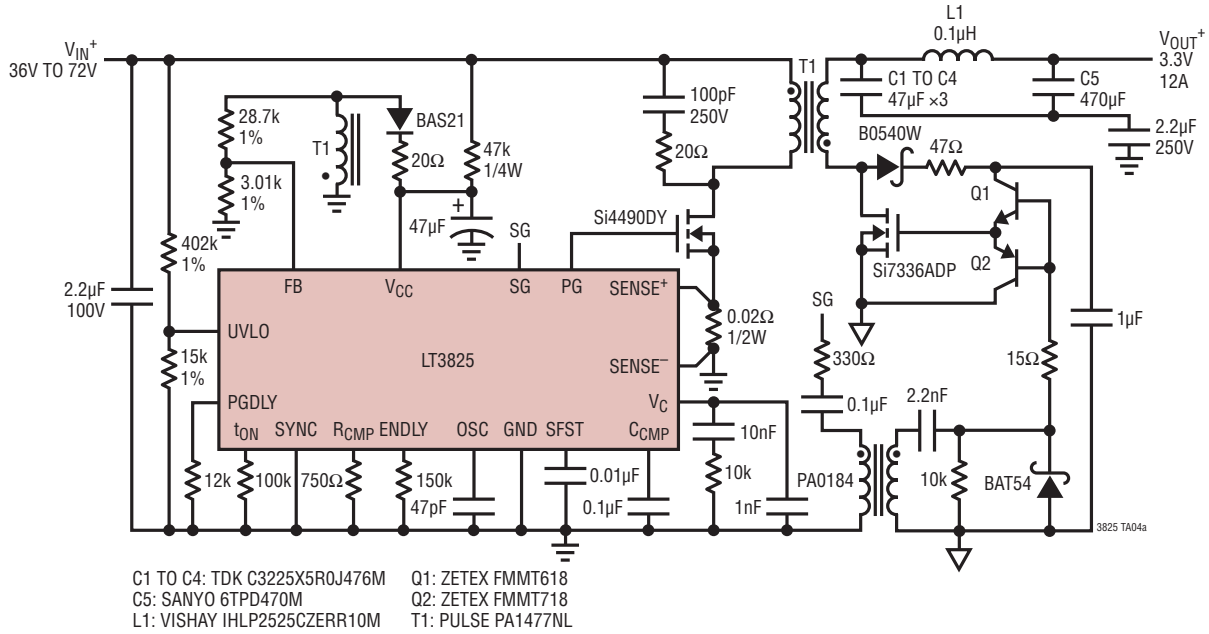 VIN+
36V TO 72V
28.7k
1%
3.01k
1%
T1
BAS21
20Ω
47k
1/4W
+
47µF
100pF
250V
20Ω
T1
L1
0.1µH
C1 TO C4
47µF ×3
C5
470µF
VOUT+
3.3V
12A
2.2µF
250V
B0540W
47Ω
Q1
Q2
Si4490DY
Si7336ADP
402k
1%
SG
2.2µF
100V
15k
1%
FB
VCC
SG
PG
SENSE+
UVLO
LT3825
SENSE−
0.02Ω
1/2W
SG
330Ω
0.1µF
15Ω
1µF
PGDLY
VC
tON
SYNC
RCMP
ENDLY
OSC
GND
SFST
CCMP
12k
100k
750Ω
150k
47pF
0.01µF
0.1µF
10nF
10k
1nF
PA0184
2.2nF
10k
BAT54
3825 TA04a
C1 TO C4: TDK C3225X5R0J476M
C5: SANYO 6TPD470M
L1: VISHAY IHLP2525CZERR10M
Q1: ZETEX FMMT618
Q2: ZETEX FMMT718
T1: PULSE PA1477NL